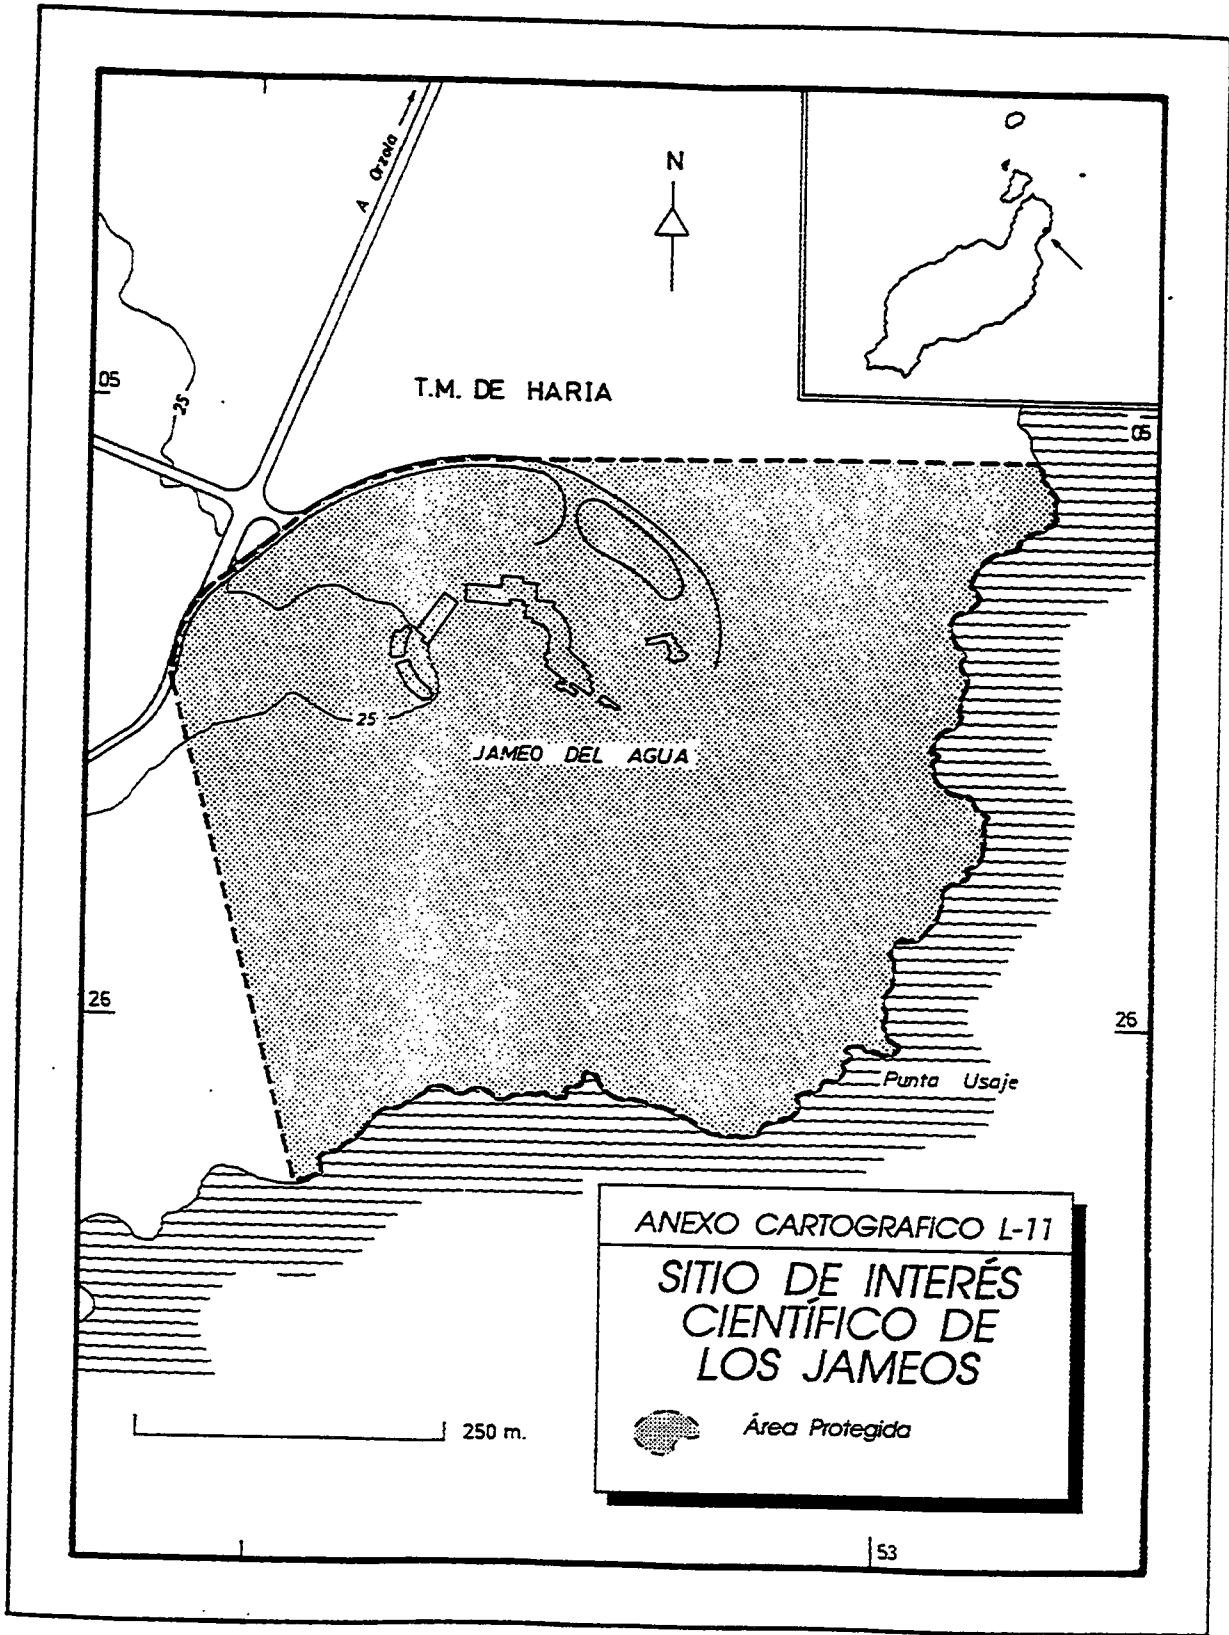 A Orzola
N
05
25
T.M. DE HARIA
05
25
JAMEO DEL AGUA
26
26
Punta Usaje
ANEXO CARTOGRAFICO L-11
SITIO DE INTERÉS
CIENTÍFICO DE
LOS JAMEOS
Área Protegida
250 m.
53